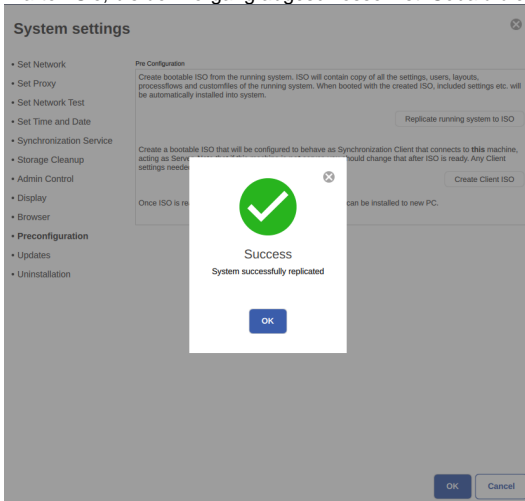 System settings
• Set Network
• Set Proxy
• Set Network Test
• Set Time and Date
• Synchronization Service
• Storage Cleanup
• Admin Control
• Display
• Browser
• Preconfiguration
• Updates
• Uninstallation
Pre Configuration
Create bootable ISO from the running system. ISO will contain copy of all the settings, users, layouts,
processflows and customfiles of the running system. When booted with the created ISO, included settings etc. will
be automatically installed into system.
Replicate running system to ISO
Create a bootable ISO that will be configured to behave as Synchronization Client that connects to this machine,
acting as Server. should change that after ISO is ready. Any Client
settings needed
Create Client ISO
Once ISO is can be installed to new PC.
Success
System successfully replicated
OK
OK
Cancel